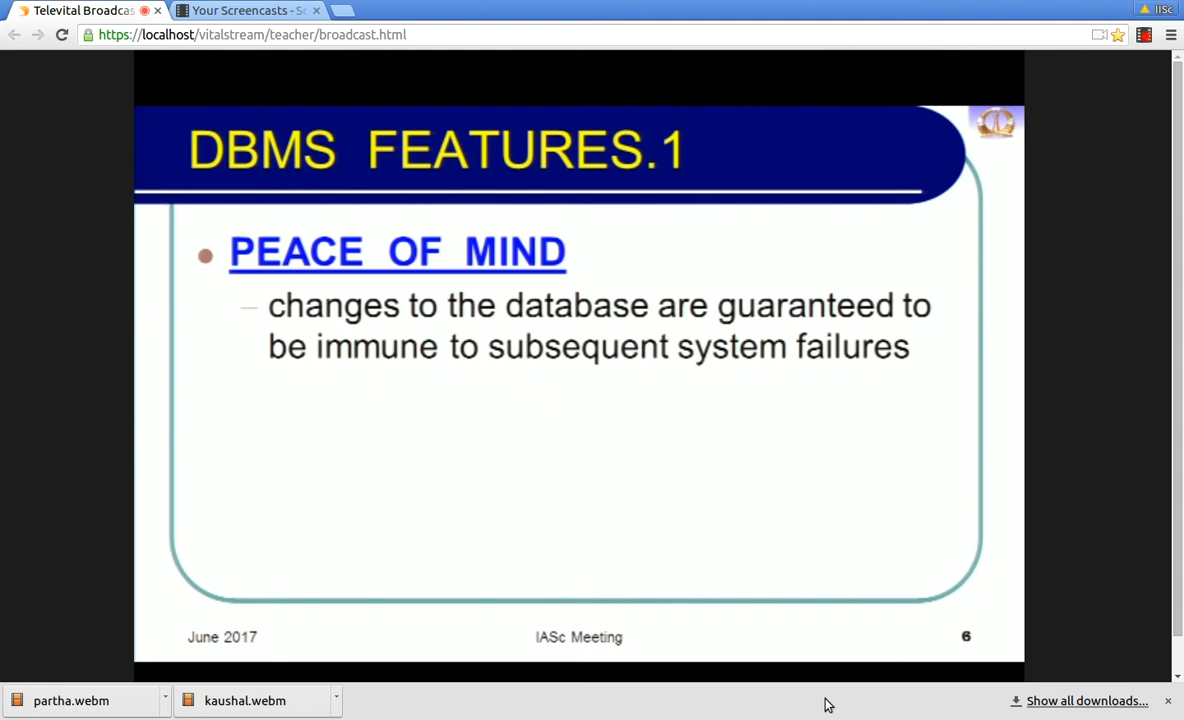 Televital Broadcas
Your Screencasts - Sc
IISc
https://localhost/vitalstream/teacher/broadcast.html
DBMS FEATURES.1
PEACE OF MIND
– changes to the database are guaranteed to
be immune to subsequent system failures
June 2017
IASc Meeting
6
partha.webm
kaushal.webm
Show all downloads...